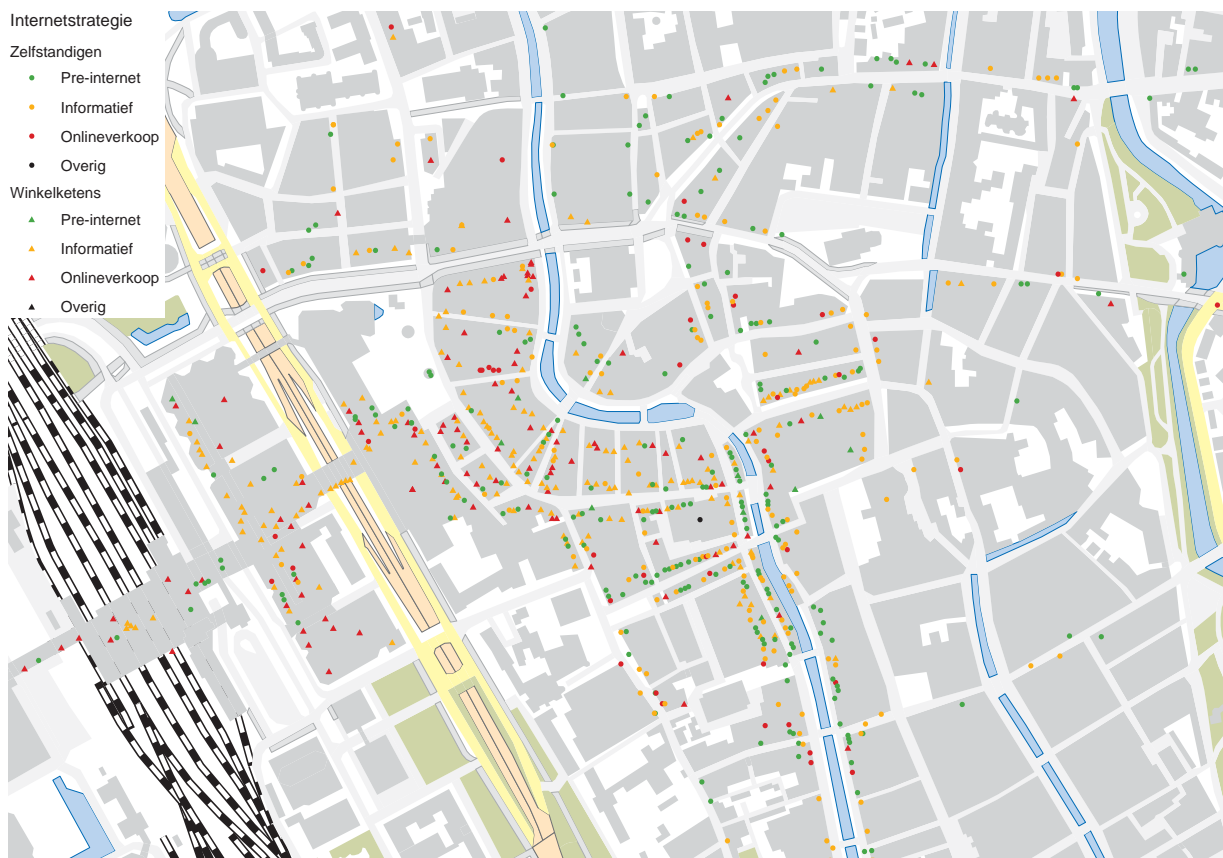 Internetstrategie
Zelfstandigen
Pre-internet
Informatief
Onlineverkoop
Overig
Winkelketens
Pre-internet
Informatief
Onlineverkoop
Overig